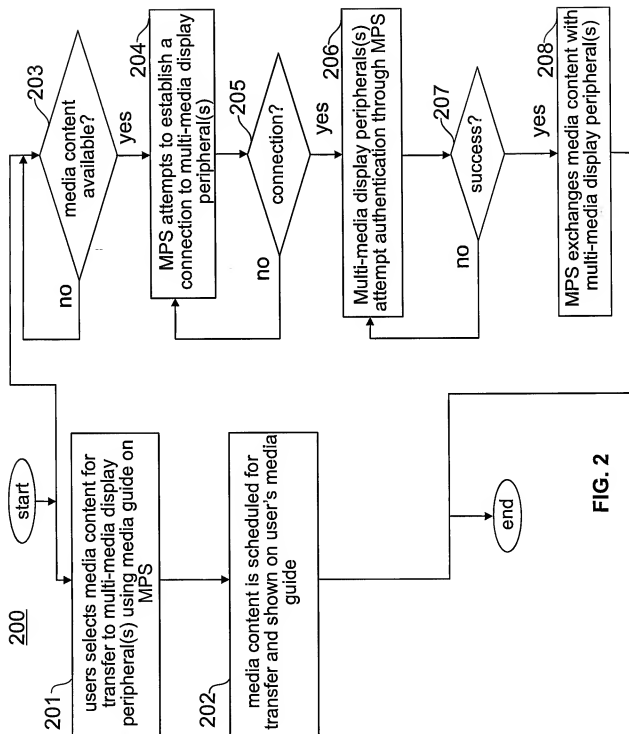 200
start
201
users selects media content for
transfer to multi-media display
peripheral(s) using media guide on
MPS
202
media content is scheduled for
transfer and shown on user's media
guide
end
203
media content
available?
no
yes
204
MPS attempts to establish a
connection to multi-media display
peripheral(s)
205
connection?
no
yes
206
Multi-media display peripherals(s)
attempt authentication through MPS
207
success?
no
yes
208
MPS exchanges media content with
multi-media display peripheral(s)
FIG. 2